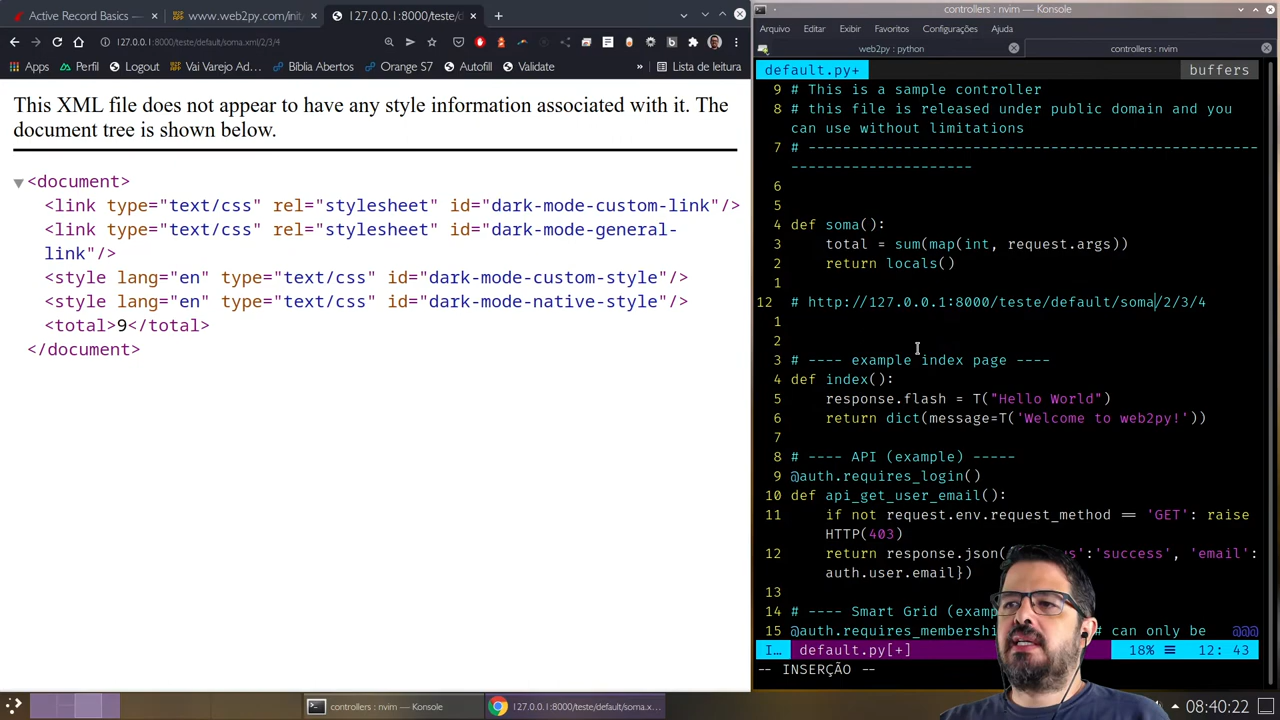 Active Record Basics —
www.web2py.com/init/
127.0.0.1:8000/teste/d
127.0.0.1:8000/teste/default/soma.xml/2/3/4
Apps
Perfil
Logout
Vai Varejo Ad...
Bíblia Abertos
Orange S7
Autofill
Validate
»
Lista de leitura
This XML file does not appear to have any style information associated with it. The
document tree is shown below.
<document>
<link type="text/css" rel="stylesheet" id="dark-mode-custom-link"/>
<link type="text/css" rel="stylesheet" id="dark-mode-general-
link"/>
<style lang="en" type="text/css" id="dark-mode-custom-style"/>
<style lang="en" type="text/css" id="dark-mode-native-style"/>
<total>9</total>
</document>
controllers : nvim — Konsole
Arquivo Editar Exibir Favoritos Configurações Ajuda
web2py : python
controllers : nvim
default.py+ buffers
9 # This is a sample controller
8 # this file is released under public domain and you
can use without limitations
7 # ----------------------------------------------------
---------------------
6
5
4 def soma():
3 total = sum(map(int, request.args))
2 return locals()
1
12 # http://127.0.0.1:8000/teste/default/soma/2/3/4
1
2
3 # ---- example index page ----
4 def index():
5 response.flash = T("Hello World")
6 return dict(message=T('Welcome to web2py!'))
7
8 # ---- API (example) -----
9 @auth.requires_login()
10 def api_get_user_email():
11 if not request.env.request_method == 'GET': raise
HTTP(403)
12 return response.json( 'success', 'email':
auth.user.email})
13
14 # ---- Smart Grid
15 @auth.requires_membershi # can only be @@@
I... default.py[+] 18% ≡ 12: 43
-- INSERÇÃO --
controllers : nvim — Konsole
127.0.0.1:8000/teste/default/soma.x...
08:40:22